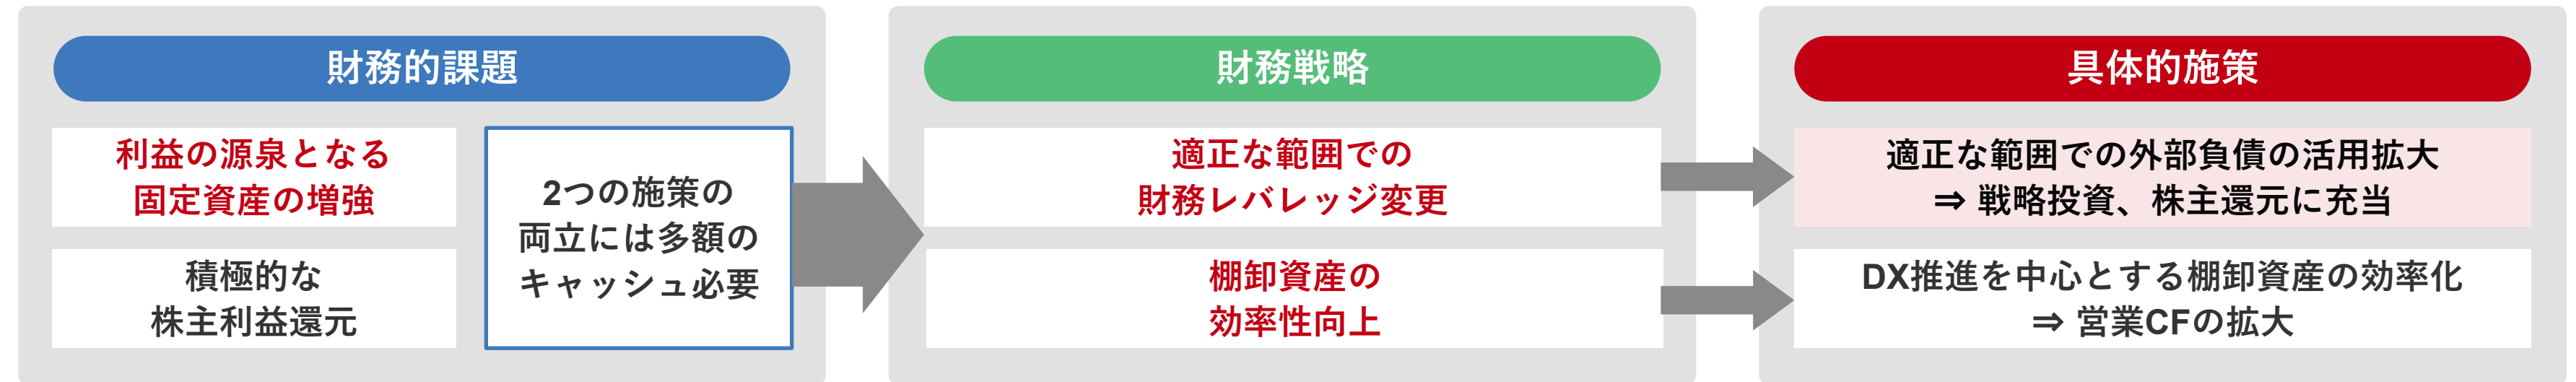 財務的課題
利益の源泉となる
固定資産の増強
積極的な
株主利益還元
2つの施策の
両立には多額の
キャッシュ必要
財務戦略
適正な範囲での
財務レバレッジ変更
棚卸資産の
効率性向上
具体的施策
適正な範囲での外部負債の活用拡大
⇒ 戦略投資、株主還元に充当
DX推進を中心とする棚卸資産の効率化
⇒ 営業CFの拡大